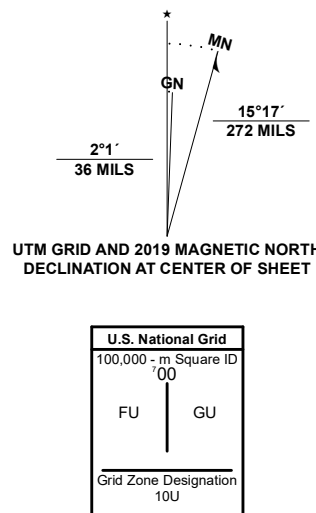 ★
MN
GN
15°17´
272 MILS
2°1´
36 MILS
UTM GRID AND 2019 MAGNETIC NORTH
DECLINATION AT CENTER OF SHEET
U.S. National Grid
100,000 - m Square ID
⁷00
FU GU
Grid Zone Designation
10U